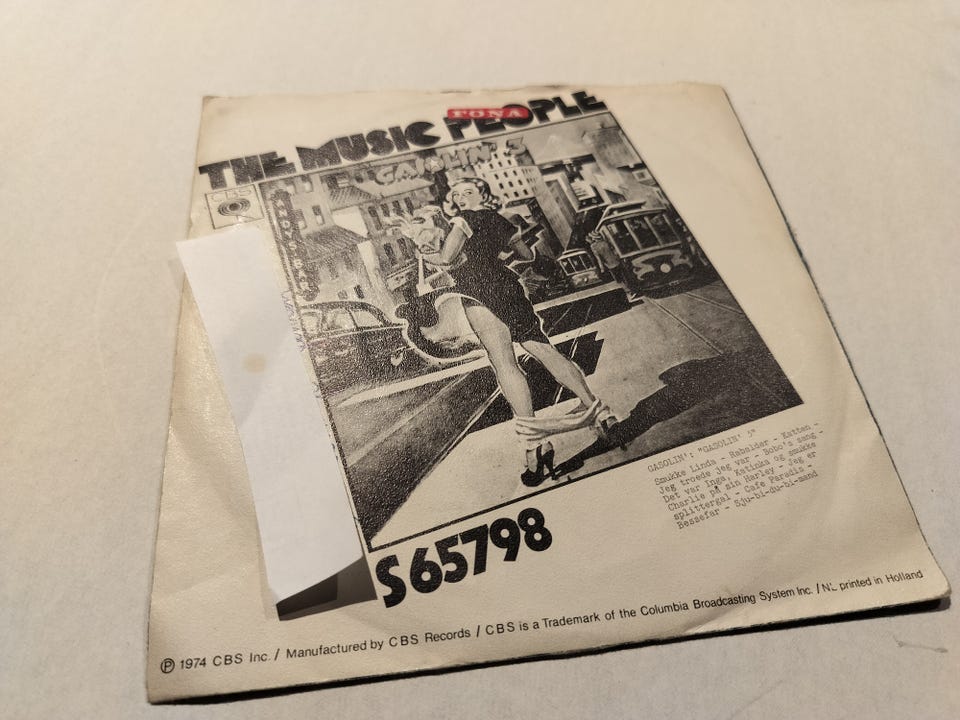 FONA
THE MUSIC PEOPLE
CBS
GASOLIN' 3
GASOLIN': "GASOLIN' 3"
Smukke Linda - Rabalder - Katten -
Jeg troede jeg var - Bobo's sang -
Det var Inga, Katinka og smukke
Charlie på sin Harley - Jeg er
splittergal - Cafe Paradis -
Bessefar - Sju-bi-du-bi-mand
S 65798
℗ 1974 CBS Inc. / Manufactured by CBS Records / CBS is a Trademark of the Columbia Broadcasting System Inc. / NL printed in Holland